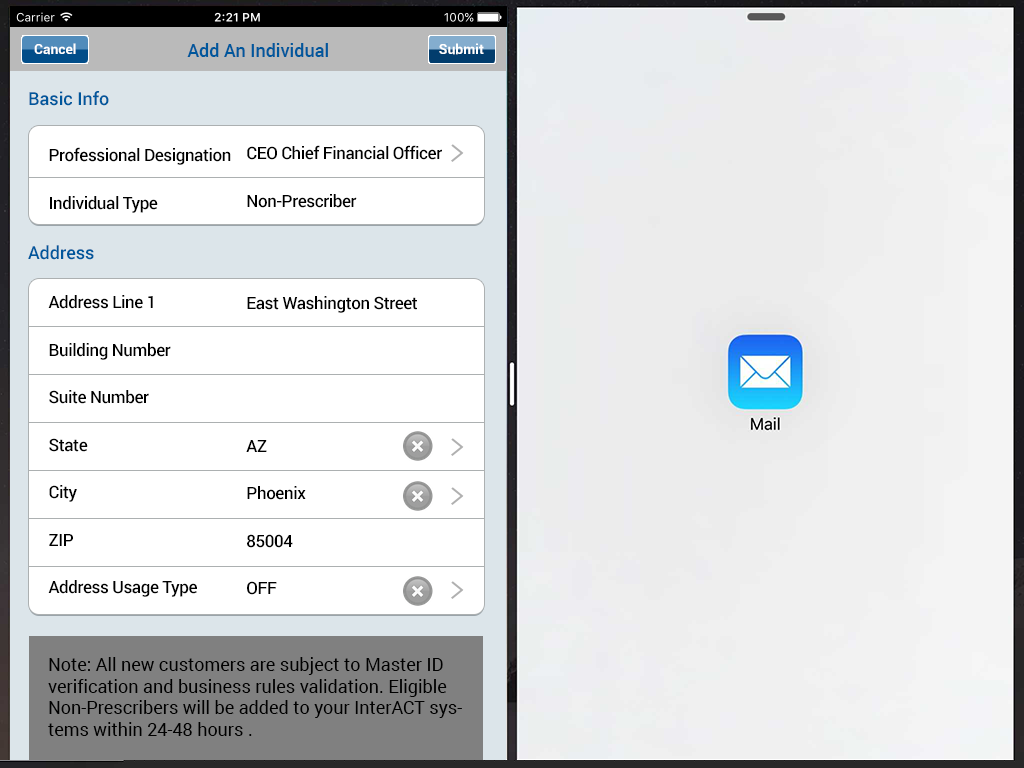 Carrier 2:21 PM 100%
Cancel Add An Individual Submit
Basic Info
Professional Designation CEO Chief Financial Officer
Individual Type Non-Prescriber
Address
Address Line 1 East Washington Street
Building Number
Suite Number
State AZ
City Phoenix
ZIP 85004
Address Usage Type OFF
Note: All new customers are subject to Master ID
verification and business rules validation. Eligible
Non-Prescribers will be added to your InterACT sys-
tems within 24-48 hours .
Mail